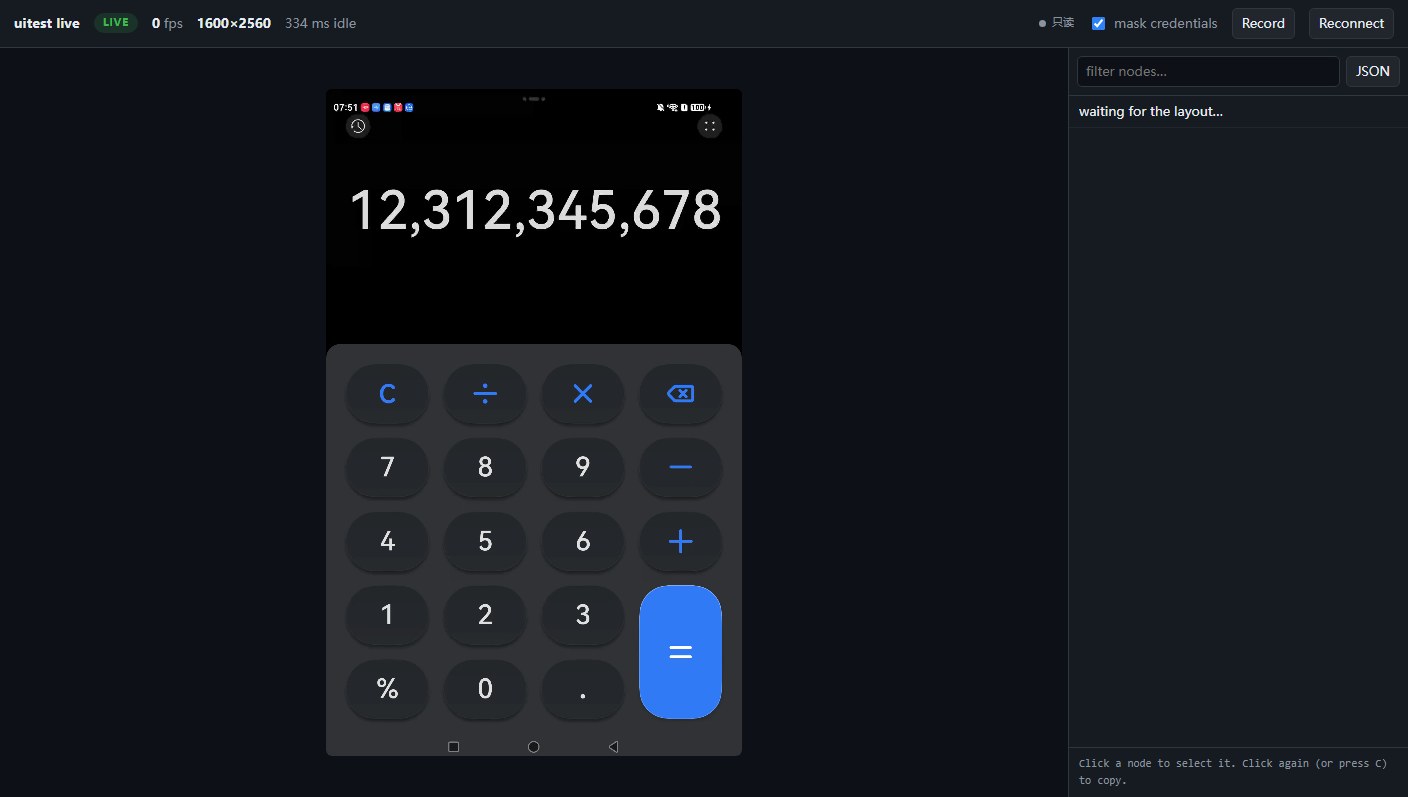 uitest live LIVE 0 fps 1600×2560 334 ms idle 只读 mask credentials Record Reconnect
filter nodes... JSON
waiting for the layout...
07:51
12,312,345,678
C ÷ ×
7 8 9 −
4 5 6 +
1 2 3
=
% 0 .
Click a node to select it. Click again (or press C)
to copy.